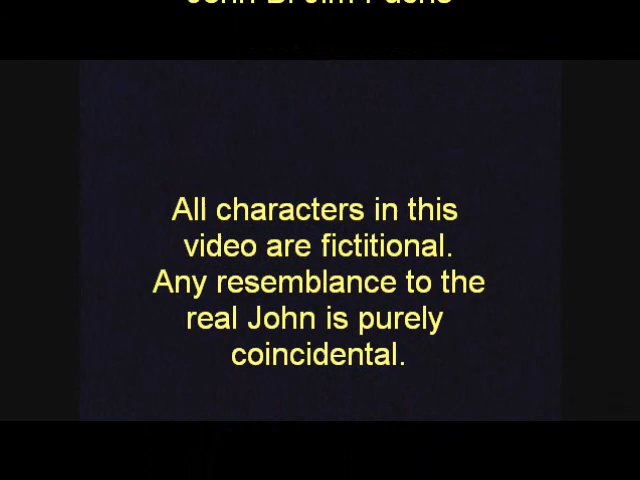 All characters in this
video are fictitional.
Any resemblance to the
real John is purely
coincidental.